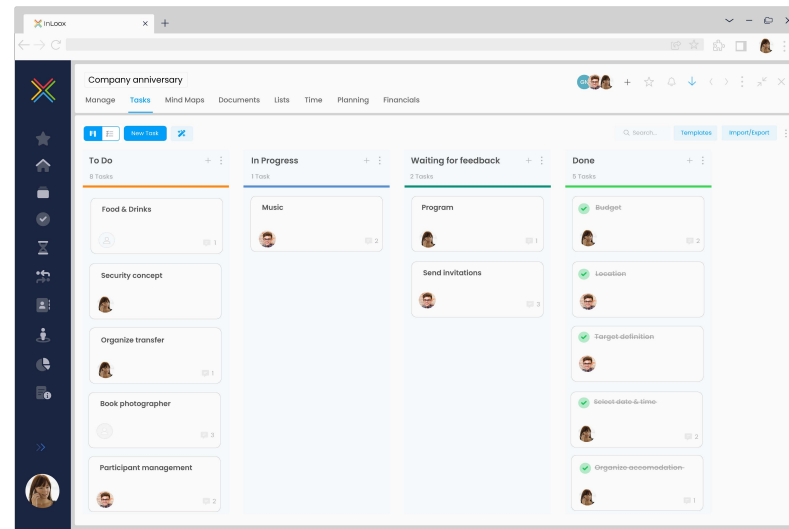 InLoox
Company anniversary
GN
Manage Tasks Mind Maps Documents Lists Time Planning Financials
New Task
Search...
Templates
Import/Export
To Do
8 Tasks
Food & Drinks
1
Security concept
Organize transfer
1
Book photographer
3
Participant management
2
In Progress
1 Task
Music
2
Waiting for feedback
2 Tasks
Program
1
Send invitations
3
Done
5 Tasks
Budget
2
Location
Target definition
Select date & time
2
Organize accomodation
1